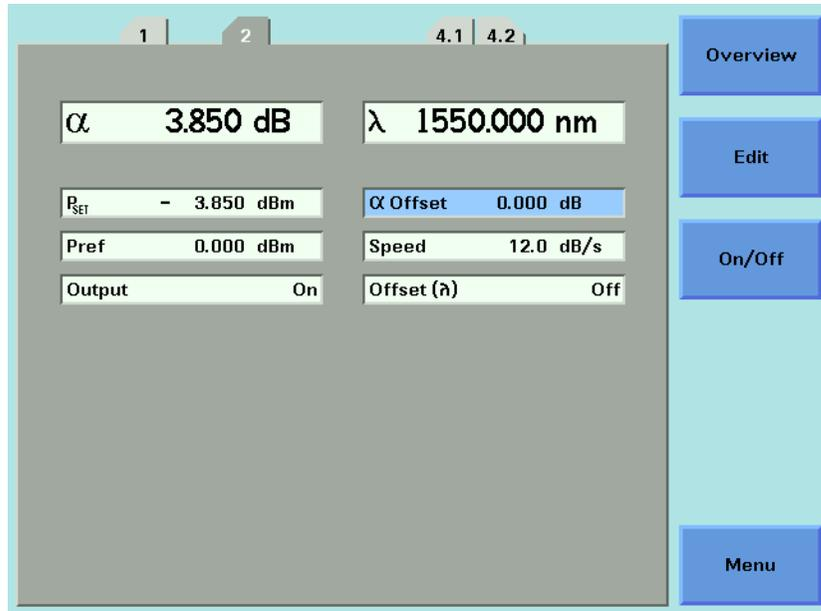 1 2 4.1 4.2
Overview
α 3.850 dB λ 1550.000 nm
Edit
PSET - 3.850 dBm α Offset 0.000 dB
Pref 0.000 dBm Speed 12.0 dB/s
On/Off
Output On Offset (λ) Off
Menu